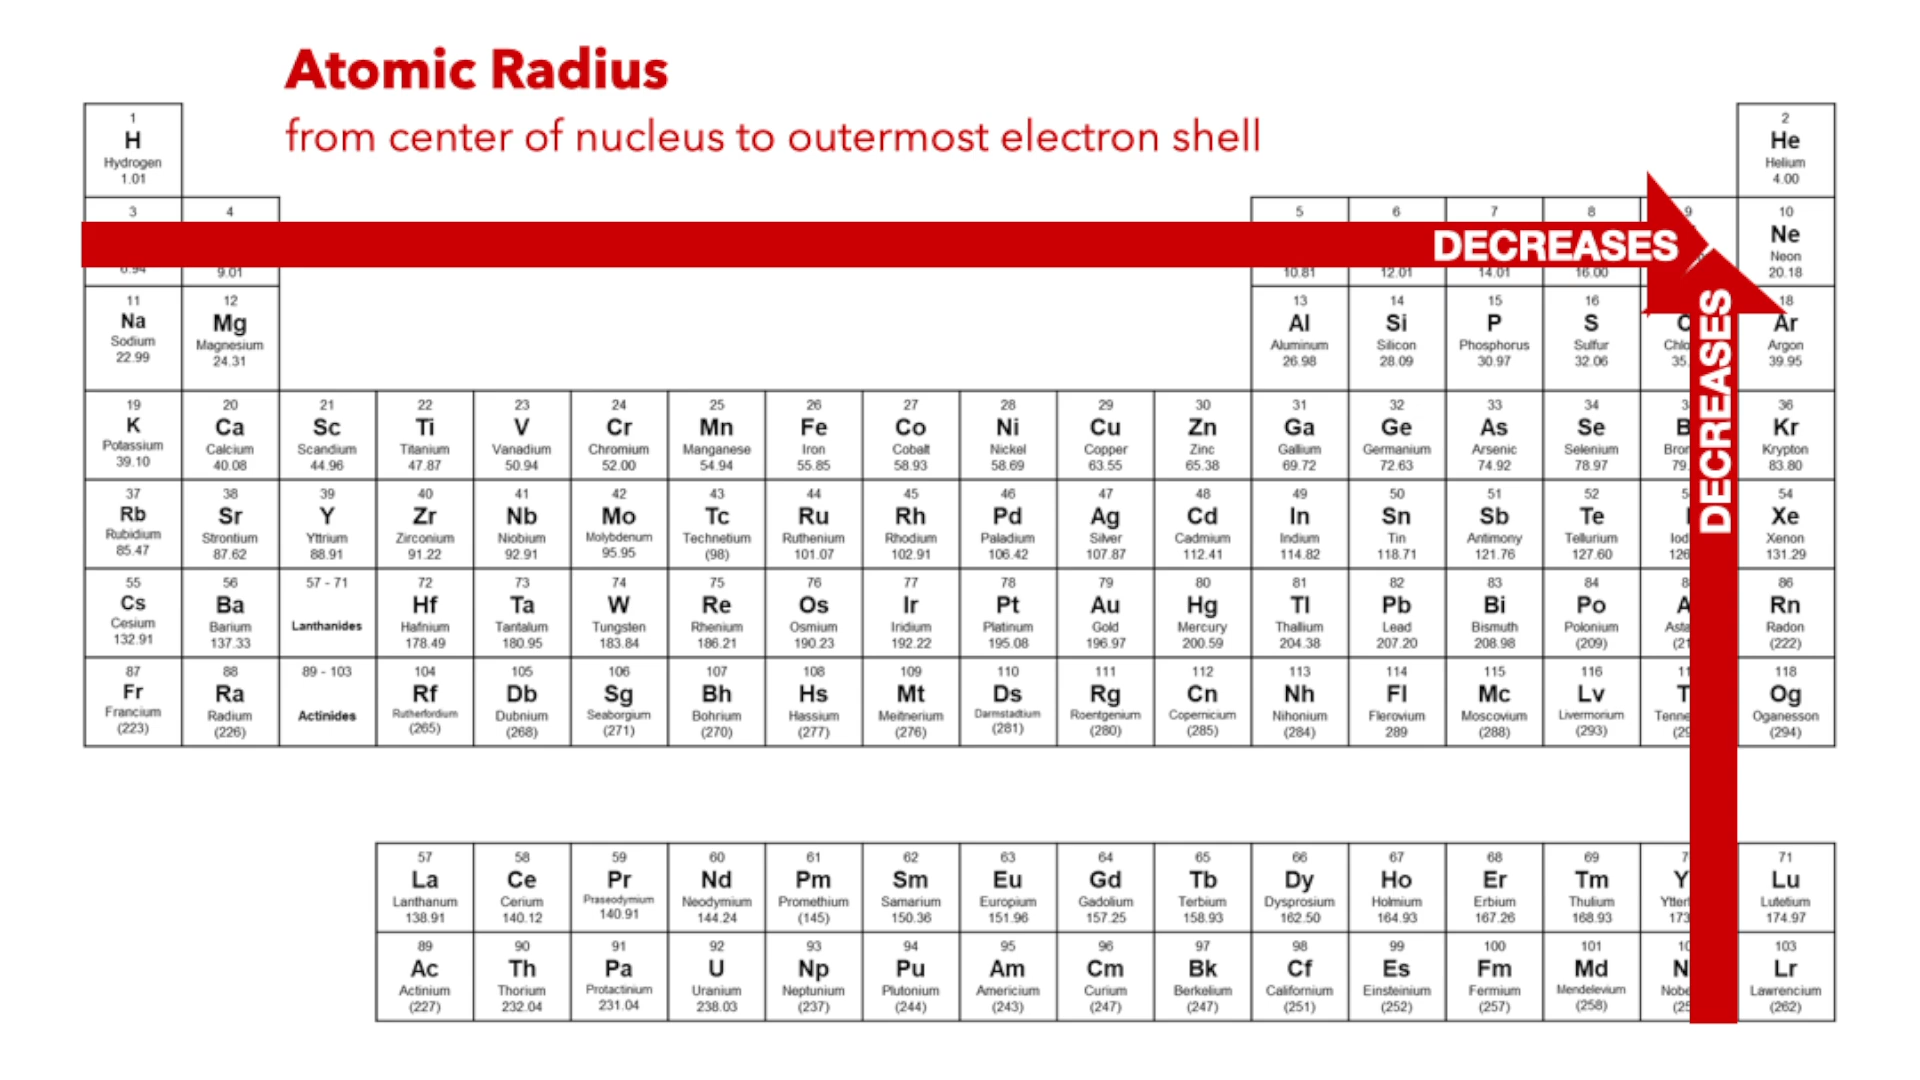 Atomic Radius
from center of nucleus to outermost electron shell
1 2
H He
Hydrogen Helium
1.01 4.00
3 4 5 6 7 8 9 10
DECREASES Ne
Neon
9.01 10.81 12.01 14.01 16.00 20.18
11 12 13 14 15 16 18
Na Mg Al Si P S Ar
Sodium Magnesium Aluminum Silicon Phosphorus Sulfur Argon
22.99 24.31 26.98 28.09 30.97 32.06 39.95
DECREASES
19 20 21 22 23 24 25 26 27 28 29 30 31 32 33 34 36
K Ca Sc Ti V Cr Mn Fe Co Ni Cu Zn Ga Ge As Se Kr
Potassium Calcium Scandium Titanium Vanadium Chromium Manganese Iron Cobalt Nickel Copper Zinc Gallium Germanium Arsenic Selenium Krypton
39.10 40.08 44.96 47.87 50.94 52.00 54.94 55.85 58.93 58.69 63.55 65.38 69.72 72.63 74.92 78.97 83.80
37 38 39 40 41 42 43 44 45 46 47 48 49 50 51 52 54
Rb Sr Y Zr Nb Mo Tc Ru Rh Pd Ag Cd In Sn Sb Te Xe
Rubidium Strontium Yttrium Zirconium Niobium Molybdenum Technetium Ruthenium Rhodium Paladium Silver Cadmium Indium Tin Antimony Tellurium Xenon
85.47 87.62 88.91 91.22 92.91 95.95 (98) 101.07 102.91 106.42 107.87 112.41 114.82 118.71 121.76 127.60 131.29
55 56 57 - 71 72 73 74 75 76 77 78 79 80 81 82 83 84 86
Cs Ba Hf Ta W Re Os Ir Pt Au Hg Tl Pb Bi Po Rn
Cesium Barium Lanthanides Hafnium Tantalum Tungsten Rhenium Osmium Iridium Platinum Gold Mercury Thallium Lead Bismuth Polonium Radon
132.91 137.33 178.49 180.95 183.84 186.21 190.23 192.22 195.08 196.97 200.59 204.38 207.20 208.98 (209) (222)
87 88 89 - 103 104 105 106 107 108 109 110 111 112 113 114 115 116 118
Fr Ra Rf Db Sg Bh Hs Mt Ds Rg Cn Nh Fl Mc Lv Og
Francium Radium Actinides Rutherfordium Dubnium Seaborgium Bohrium Hassium Meitnerium Darmstadtium Roentgenium Copernicium Nihonium Flerovium Moscovium Livermorium Oganesson
(223) (226) (265) (268) (271) (270) (277) (276) (281) (280) (285) (284) 289 (288) (293) (294)
57 58 59 60 61 62 63 64 65 66 67 68 69 71
La Ce Pr Nd Pm Sm Eu Gd Tb Dy Ho Er Tm Lu
Lanthanum Cerium Praseodymium Neodymium Promethium Samarium Europium Gadolium Terbium Dysprosium Holmium Erbium Thulium Lutetium
138.91 140.12 140.91 144.24 (145) 150.36 151.96 157.25 158.93 162.50 164.93 167.26 168.93 174.97
89 90 91 92 93 94 95 96 97 98 99 100 101 103
Ac Th Pa U Np Pu Am Cm Bk Cf Es Fm Md Lr
Actinium Thorium Protactinium Uranium Neptunium Plutonium Americium Curium Berkelium Californium Einsteinium Fermium Mendelevium Lawrencium
(227) 232.04 231.04 238.03 (237) (244) (243) (247) (247) (251) (252) (257) (258) (262)